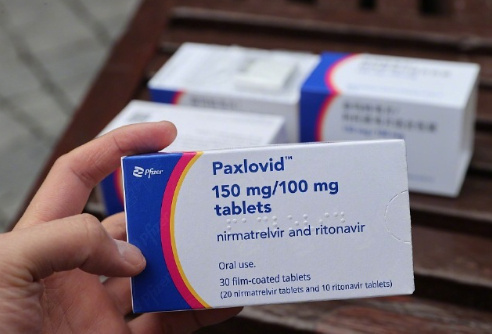 Pfizer
Paxlovid™
150 mg/100 mg
tablets
nirmatrelvir and ritonavir
Oral use.
30 film-coated tablets
(20 nirmatrelvir tablets and 10 ritonavir tablets)